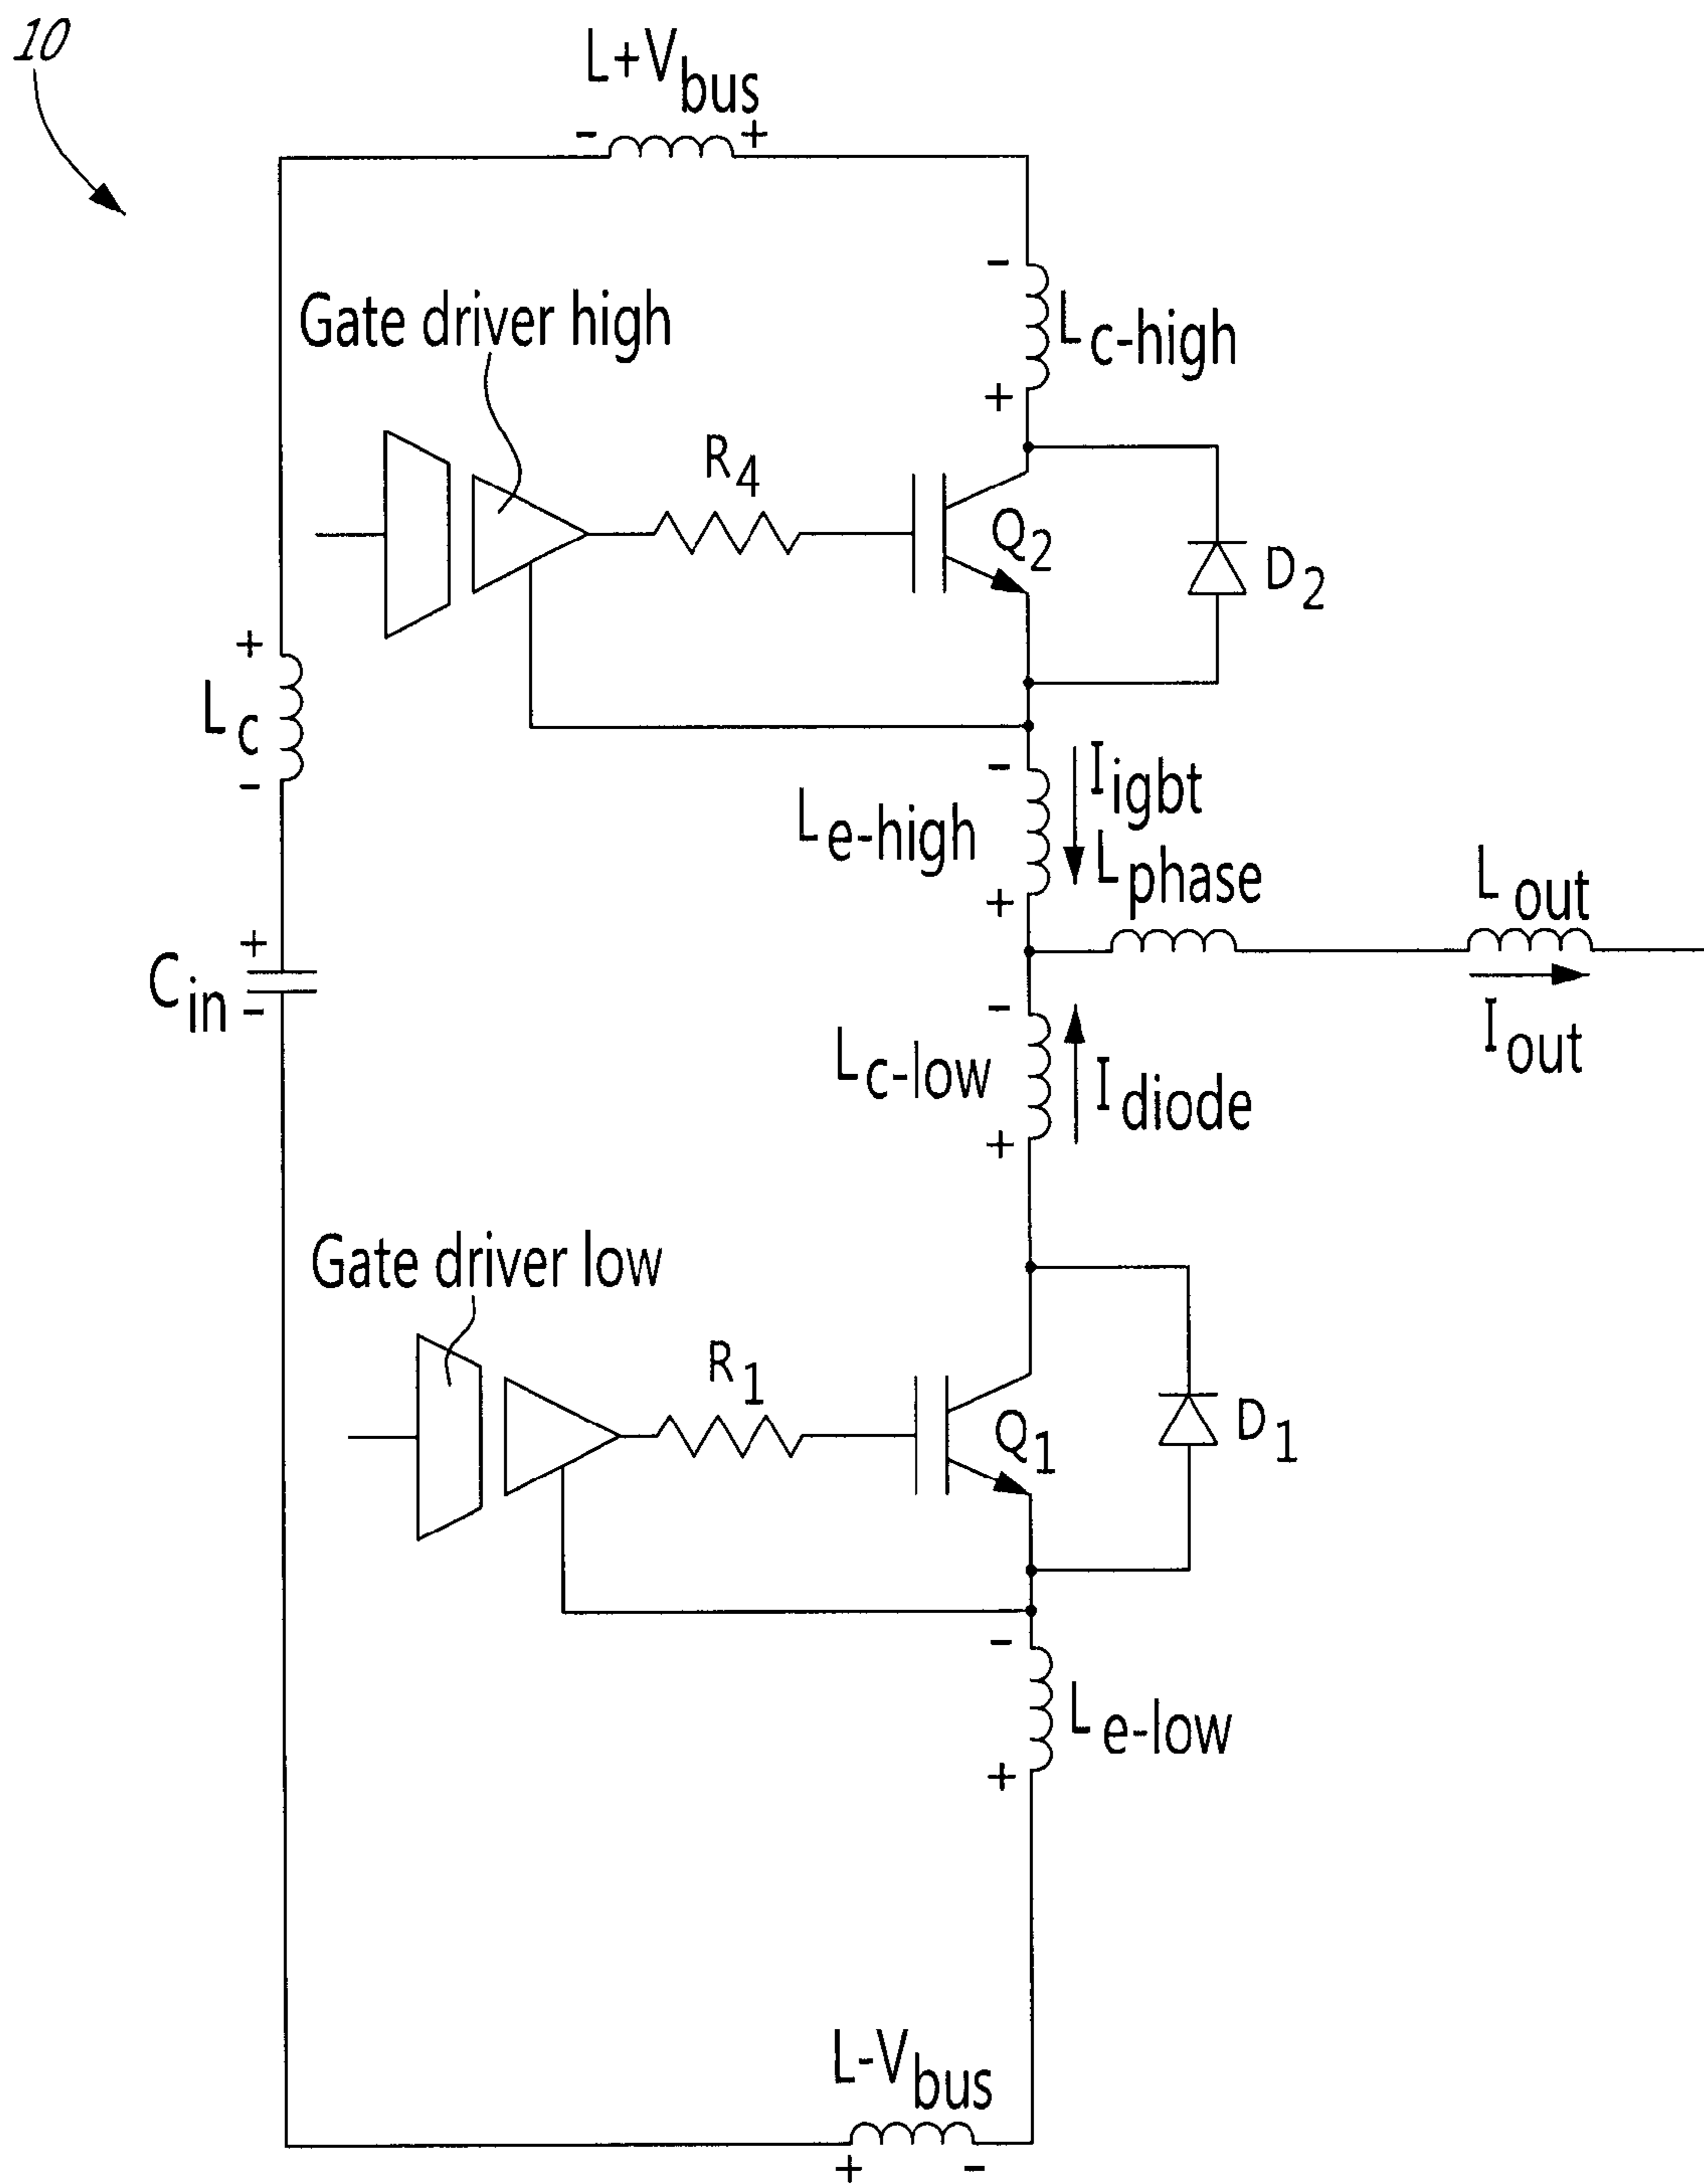 10
L+Vbus
- +
-
Lc-high
+
Gate driver high
R4
Q2
D2
+
Lc
-
-
Le-high
Iigbt
+
Lphase
Lout
Iout
+
Cin
-
-
Lc-low
Idiode
+
Gate driver low
R1
Q1
D1
-
Le-low
+
L-Vbus
+ -